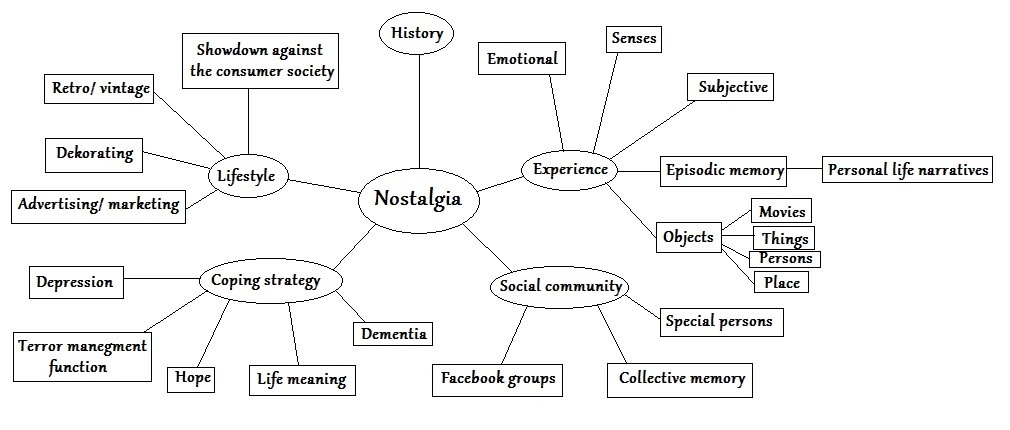 History
Showdown against
the consumer society
Senses
Emotional
Retro/ vintage
Subjective
Dekorating
Lifestyle
Experience
Episodic memory
Personal life narratives
Nostalgia
Advertising/ marketing
Movies
Objects
Things
Persons
Place
Depression
Coping strategy
Social community
Special persons
Dementia
Terror manegment
function
Hope
Life meaning
Facebook groups
Collective memory